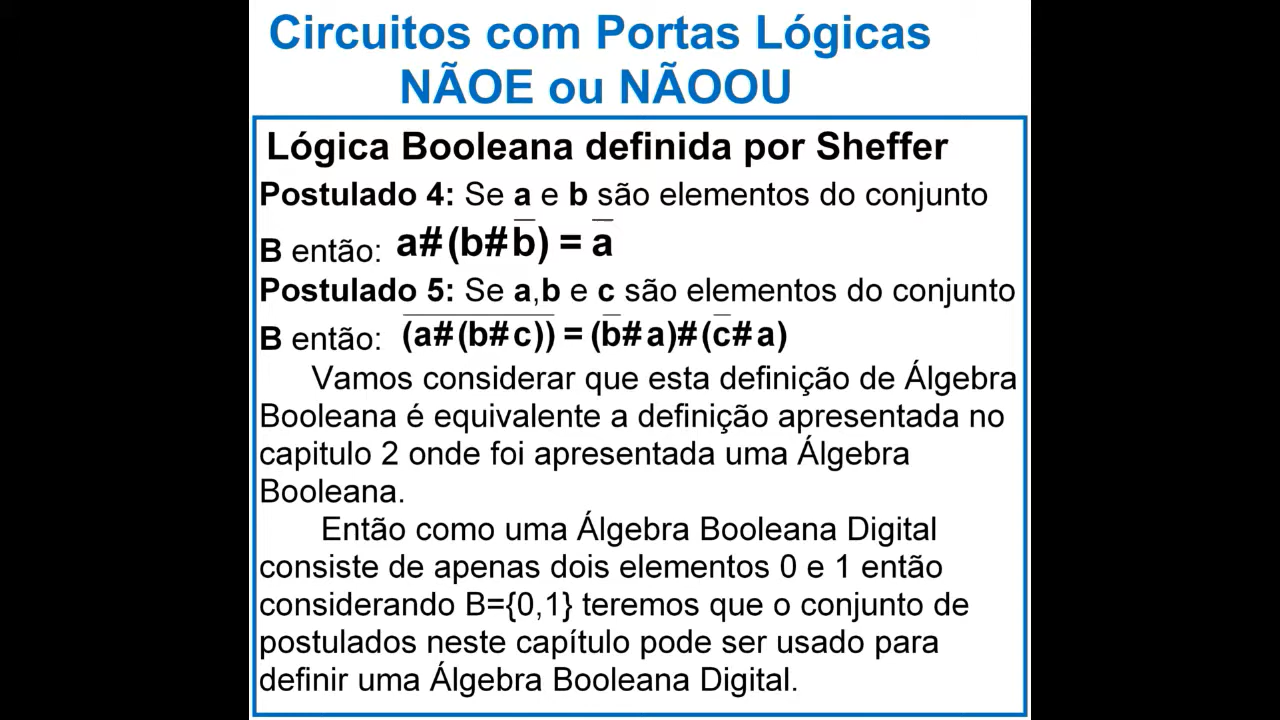 Circuitos com Portas Lógicas
NÃOE ou NÃOOU
Lógica Booleana definida por Sheffer
Postulado 4: Se a e b são elementos do conjunto
B então: a#(b#b̅) = a̅
Postulado 5: Se a,b e c são elementos do conjunto
B então: \overline{(a#(b#c))} = (b̅#a)#(c̅#a)
Vamos considerar que esta definição de Álgebra
Booleana é equivalente a definição apresentada no
capitulo 2 onde foi apresentada uma Álgebra
Booleana.
Então como uma Álgebra Booleana Digital
consiste de apenas dois elementos 0 e 1 então
considerando B={0,1} teremos que o conjunto de
postulados neste capítulo pode ser usado para
definir uma Álgebra Booleana Digital.